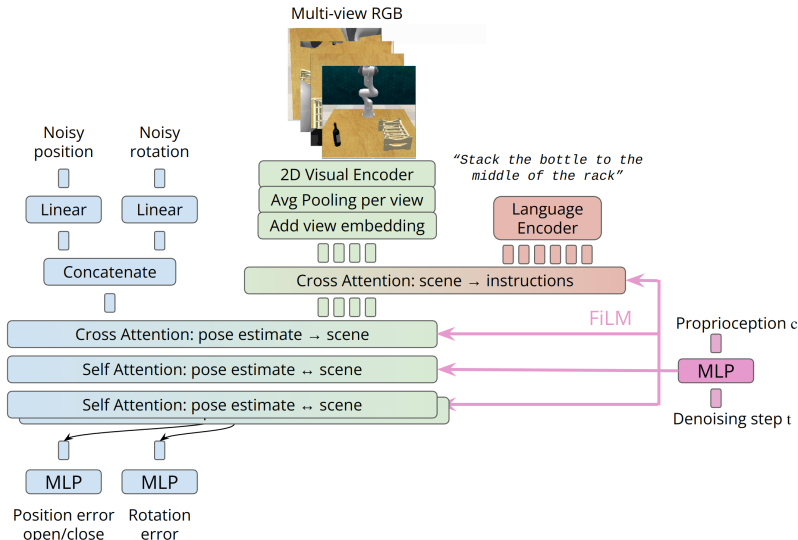 Multi-view RGB
Noisy
position
Noisy
rotation
2D Visual Encoder
Avg Pooling per view
Add view embedding
“Stack the bottle to the
middle of the rack”
Linear
Linear
Language
Encoder
Concatenate
Cross Attention: scene → instructions
FiLM
Proprioception c
Cross Attention: pose estimate → scene
Self Attention: pose estimate ↔ scene
MLP
Self Attention: pose estimate ↔ scene
Denoising step t
MLP
MLP
Position error
open/close
Rotation
error